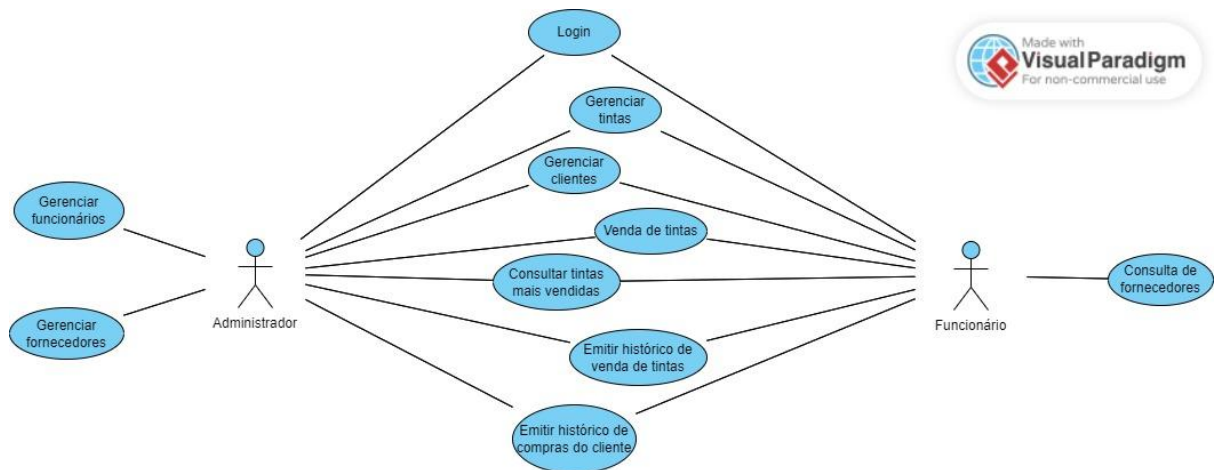 Login
Made with
Visual Paradigm
For non-commercial use
Gerenciar
tintas
Gerenciar
clientes
Gerenciar
funcionários
Venda de tintas
Consultar tintas
mais vendidas
Consulta de
fornecedores
Administrador
Funcionário
Gerenciar
fornecedores
Emitir histórico de
venda de tintas
Emitir histórico de
compras do cliente